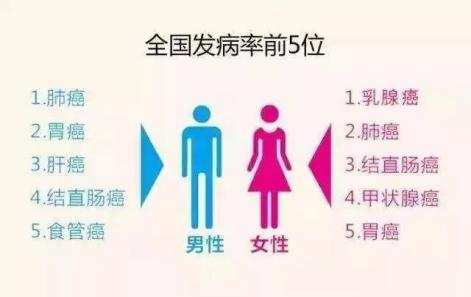 全国发病率前5位
1.肺癌
2.胃癌
3.肝癌
4.结直肠癌
5.食管癌
男性
女性
1.乳腺癌
2.肺癌
3.结直肠癌
4.甲状腺癌
5.胃癌